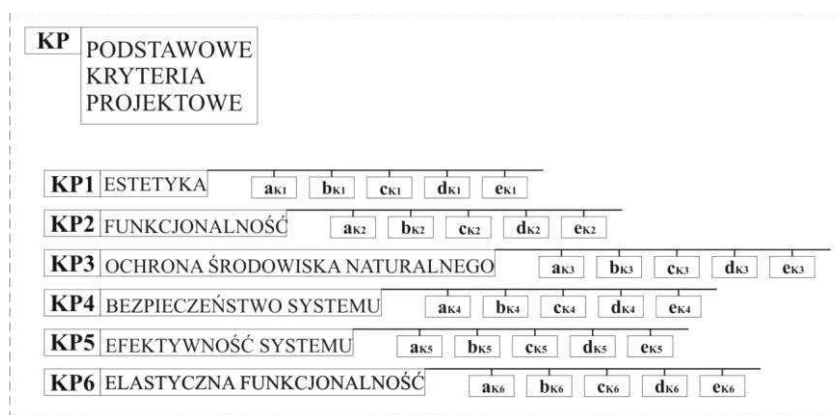 KP PODSTAWOWE
KRYTERIA
PROJEKTOWE
KP1 ESTETYKA aK1 bK1 cK1 dK1 eK1
KP2 FUNKCJONALNOŚĆ aK2 bK2 cK2 dK2 eK2
KP3 OCHRONA ŚRODOWISKA NATURALNEGO aK3 bK3 cK3 dK3 eK3
KP4 BEZPIECZEŃSTWO SYSTEMU aK4 bK4 cK4 dK4 eK4
KP5 EFEKTYWNOŚĆ SYSTEMU aK5 bK5 cK5 dK5 eK5
KP6 ELASTYCZNA FUNKCJONALNOŚĆ aK6 bK6 cK6 dK6 eK6